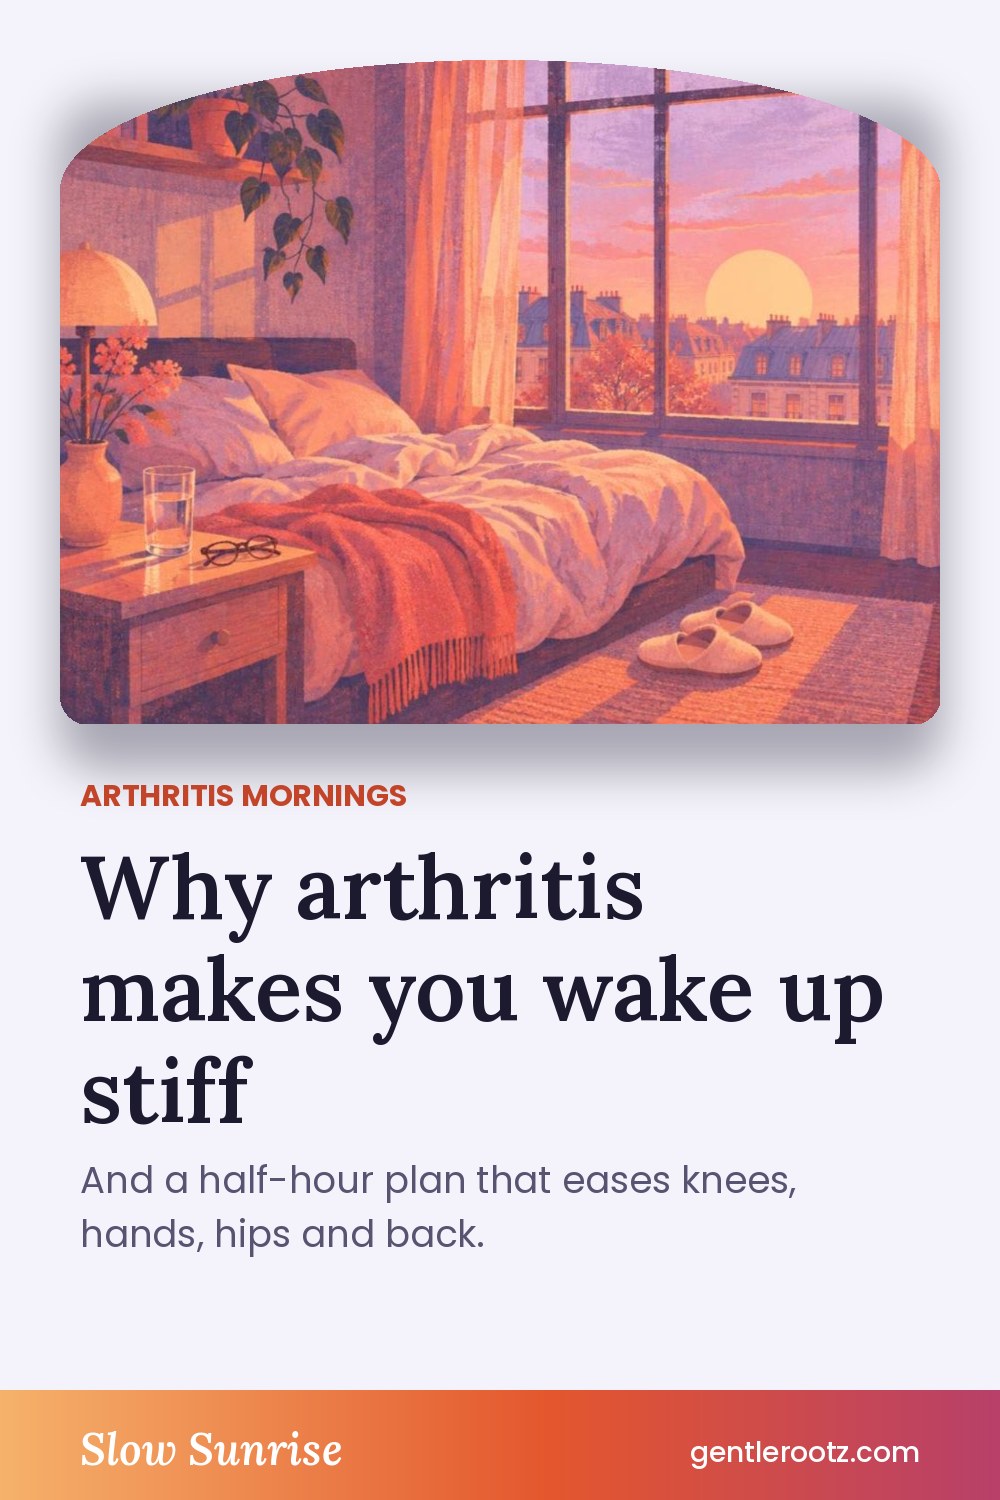 ARTHRITIS MORNINGS
Why arthritis
makes you wake up
stiff
And a half-hour plan that eases knees,
hands, hips and back.
Slow Sunrise
gentlerootz.com